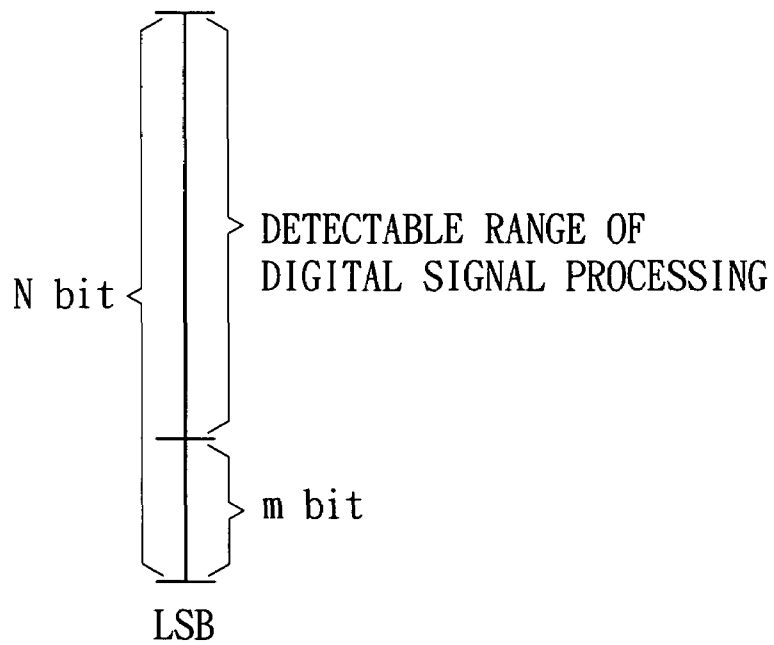 DETECTABLE RANGE OF
DIGITAL SIGNAL PROCESSING
N bit
m bit
LSB